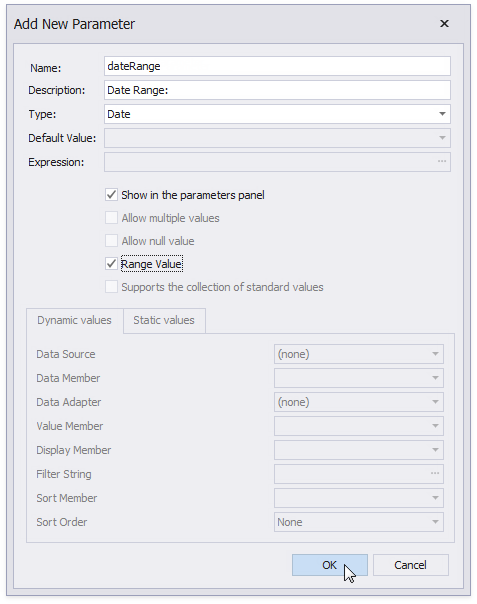 Add New Parameter
Name: dateRange
Description: Date Range:
Type: Date
Default Value:
Expression:
Show in the parameters panel
Allow multiple values
Allow null value
Range Value
Supports the collection of standard values
Dynamic values Static values
Data Source (none)
Data Member
Data Adapter (none)
Value Member
Display Member
Filter String
Sort Member
Sort Order None
OK Cancel